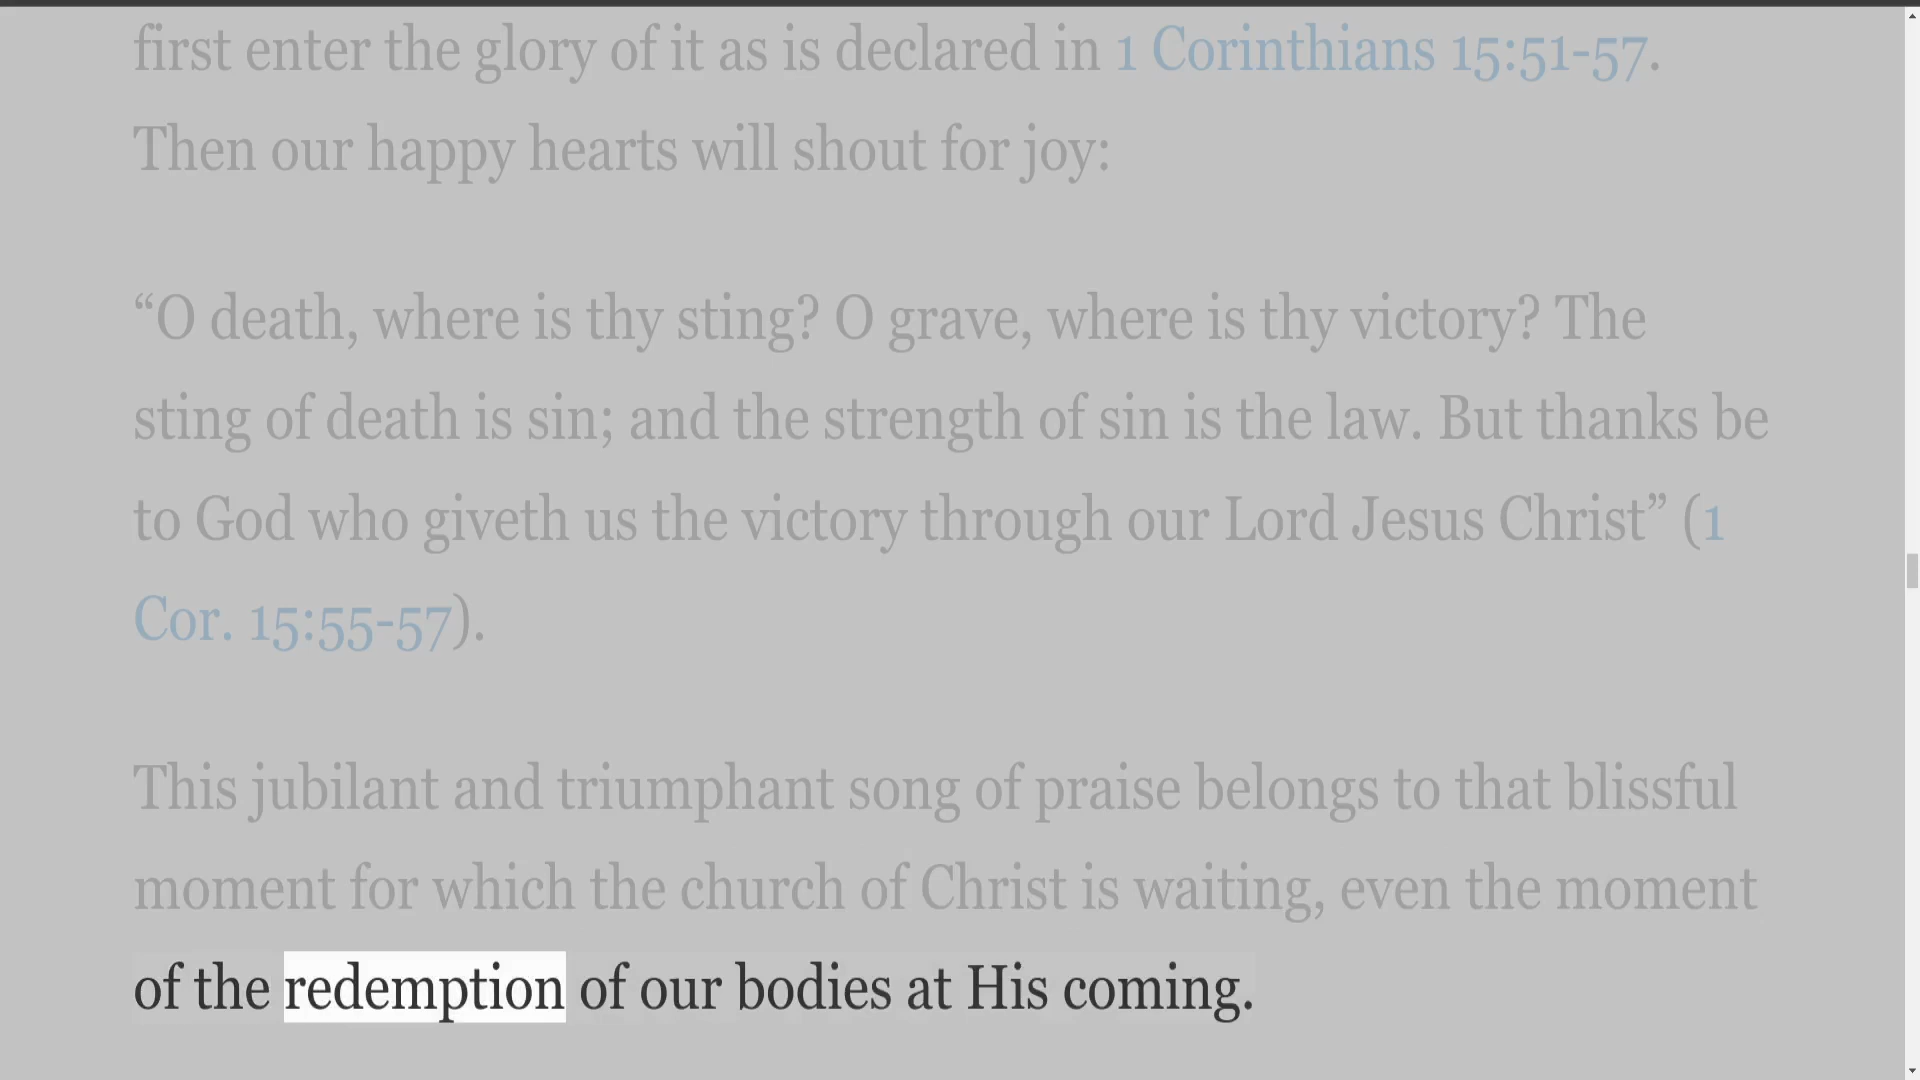 first enter the glory of it as is declared in 1 Corinthians 15:51-57.
Then our happy hearts will shout for joy:
“O death, where is thy sting? O grave, where is thy victory? The
sting of death is sin; and the strength of sin is the law. But thanks be
to God who giveth us the victory through our Lord Jesus Christ” (1
Cor. 15:55-57).
This jubilant and triumphant song of praise belongs to that blissful
moment for which the church of Christ is waiting, even the moment
of the redemption of our bodies at His coming.